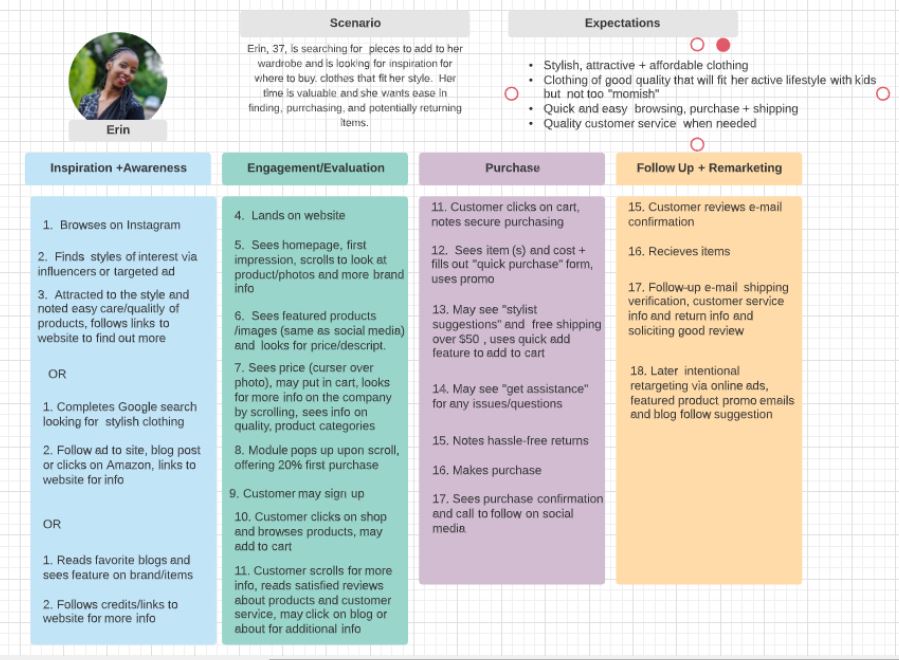 Scenario
Erin, 37, is searching for pieces to add to her
wardrobe and is looking for inspiration for
where to buy. clothes that fit her style. Her
time is valuable and she wants ease in
finding, purrchasing, and potentially returning
items.
Expectations
• Stylish, attractive + affordable clothing
• Clothing of good quality that will fit her active lifestyle with kids
but not too "momish"
• Quick and easy browsing, purchase + shipping
• Quality customer service when needed
Erin
Inspiration +Awareness
1. Browses on Instagram
2. Finds styles of interest via
influencers or targeted ad
3. Attracted to the style and
noted easy care/qualitly of
products, follows links to
website to find out more
OR
1. Completes Google search
looking for stylish clothing
2. Follow ad to site, blog post
or clicks on Amazon, links to
website for info
OR
1. Reads favorite blogs and
sees feature on brand/items
2. Follows credits/links to
website for more info
Engagement/Evaluation
4. Lands on website
5. Sees homepage, first
impression, scrolls to look at
product/photos and more brand
info
6. Sees featured products
/images (same as social media)
and looks for price/descript.
7. Sees price (curser over
photo), may put in cart, looks
for more info on the company
by scrolling, sees info on
quality, product categories
8. Module pops up upon scroll,
offering 20% first purchase
9. Customer may sign up
10. Customer clicks on shop
and browses products, may
add to cart
11. Customer scrolls for more
info, reads satisfied reviews
about products and customer
service, may click on blog or
about for additional info
Purchase
11. Customer clicks on cart,
notes secure purchasing
12. Sees item (s) and cost +
fills out "quick purchase" form,
uses promo
13. May see "stylist
suggestions" and free shipping
over $50 , uses quick add
feature to add to cart
14. May see "get assistance"
for any issues/questions
15. Notes hassle-free returns
16. Makes purchase
17. Sees purchase confirmation
and call to follow on social
media
Follow Up + Remarketing
15. Customer reviews e-mail
confirmation
16. Recieves items
17. Follow-up e-mail shipping
verification, customer service
info and return info and
soliciting good review
18. Later intentional
retargeting via online ads,
featured product promo emails
and blog follow suggestion